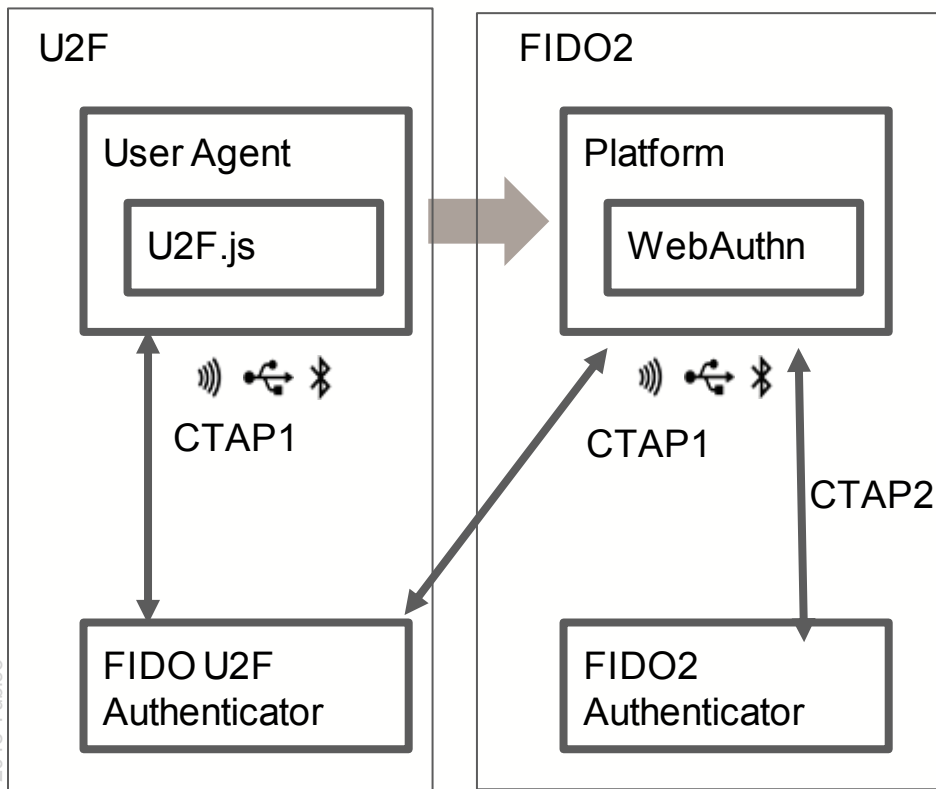 U2F
User Agent
U2F.js
CTAP1
FIDO U2F
Authenticator
FIDO2
Platform
WebAuthn
CTAP1
CTAP2
FIDO2
Authenticator